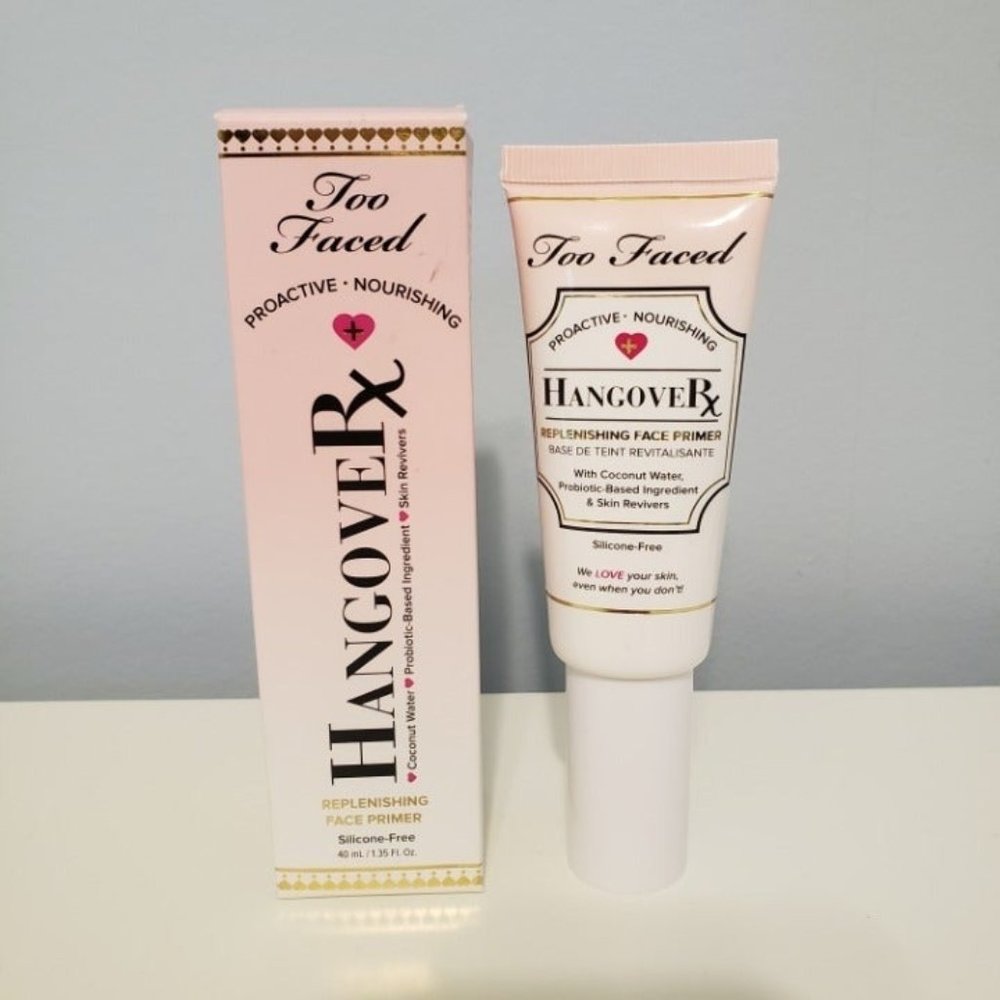 Too
Faced
PROACTIVE · NOURISHING
+
HANGOVERx
♥ Coconut Water ♥ Probiotic-Based Ingredient ♥ Skin Revivers
REPLENISHING
FACE PRIMER
Silicone-Free
40 mL / 1.35 Fl. Oz.
Too Faced
PROACTIVE · NOURISHING
+
HANGOVERx
REPLENISHING FACE PRIMER
BASE DE TEINT REVITALISANTE
With Coconut Water,
Probiotic-Based Ingredient
& Skin Revivers
Silicone-Free
We LOVE your skin,
even when you don't!